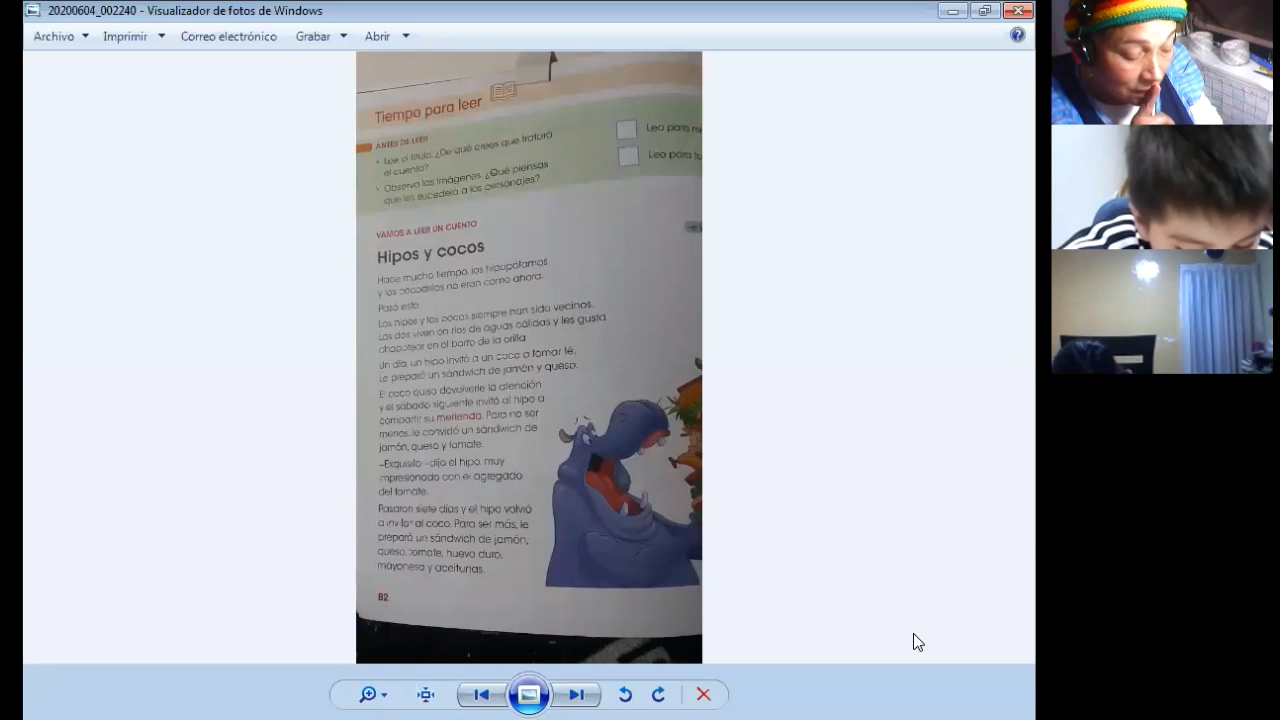 20200604_002240 - Visualizador de fotos de Windows
Archivo Imprimir Correo electrónico Grabar Abrir
Tiempo para leer
ANTES DE LEER
• Lee el título. ¿De qué crees que tratará
el cuento?
• Observa las imágenes. ¿Qué piensas
que les sucederá a los personajes?
Leo para
Leo para
VAMOS A LEER UN CUENTO
Hipos y cocos
Hace mucho tiempo, los hipopótamos
y los cocodrilos no eran como ahora.
Pasó esto.
Los hipos y los cocos siempre han sido vecinos.
Los dos viven en ríos de aguas cálidas y les gusta
chapotear en el barro de la orilla
Un día, un hipo invitó a un coco a tomar té.
Le preparó un sándwich de jamón y queso.
El coco quiso devolverle la atención
y el sábado siguiente invitó al hipo a
compartir su merienda. Para no ser
menos, le convidó un sándwich de
jamón, queso y tomate.
–Exquisito –dijo el hipo, muy
impresionado con el agregado
del tomate.
Pasaron siete días y el hipo volvió
a invitar al coco. Para ser más, le
preparó un sándwich de jamón,
queso, tomate, huevo duro,
mayonesa y aceitunas.
82